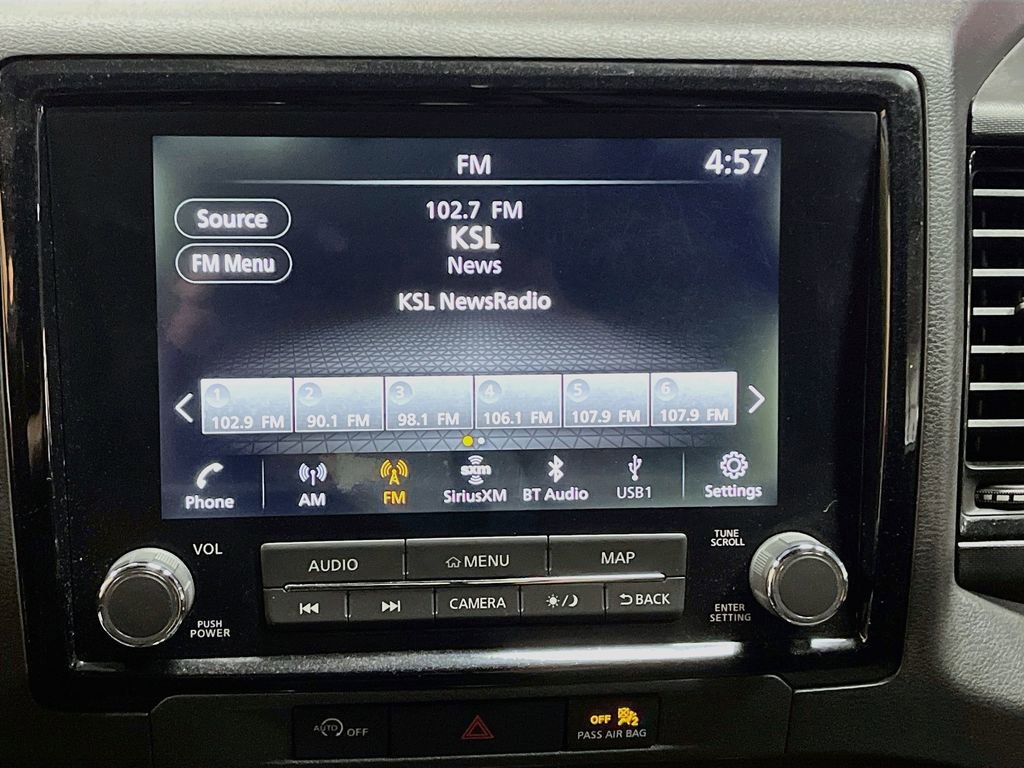 FM
4:57
Source
FM Menu
102.7 FM
KSL
News
KSL NewsRadio
1
102.9 FM
2
90.1 FM
3
98.1 FM
4
106.1 FM
5
107.9 FM
6
107.9 FM
Phone
AM
FM
sxm
SiriusXM
BT Audio
USB1
Settings
VOL
PUSH
POWER
AUDIO
MENU
MAP
CAMERA
BACK
TUNE
SCROLL
ENTER
SETTING
AUTO OFF
OFF 2
PASS AIR BAG